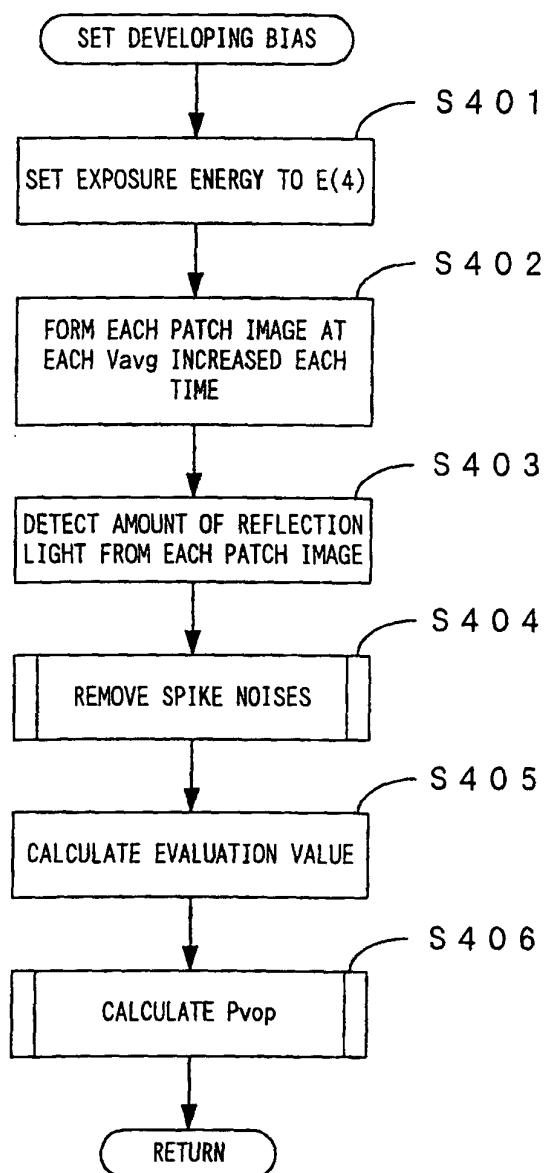 SET DEVELOPING BIAS
S401
SET EXPOSURE ENERGY TO E(4)
S402
FORM EACH PATCH IMAGE AT
EACH Vavg INCREASED EACH
TIME
S403
DETECT AMOUNT OF REFLECTION
LIGHT FROM EACH PATCH IMAGE
S404
REMOVE SPIKE NOISES
S405
CALCULATE EVALUATION VALUE
S406
CALCULATE Pvop
RETURN